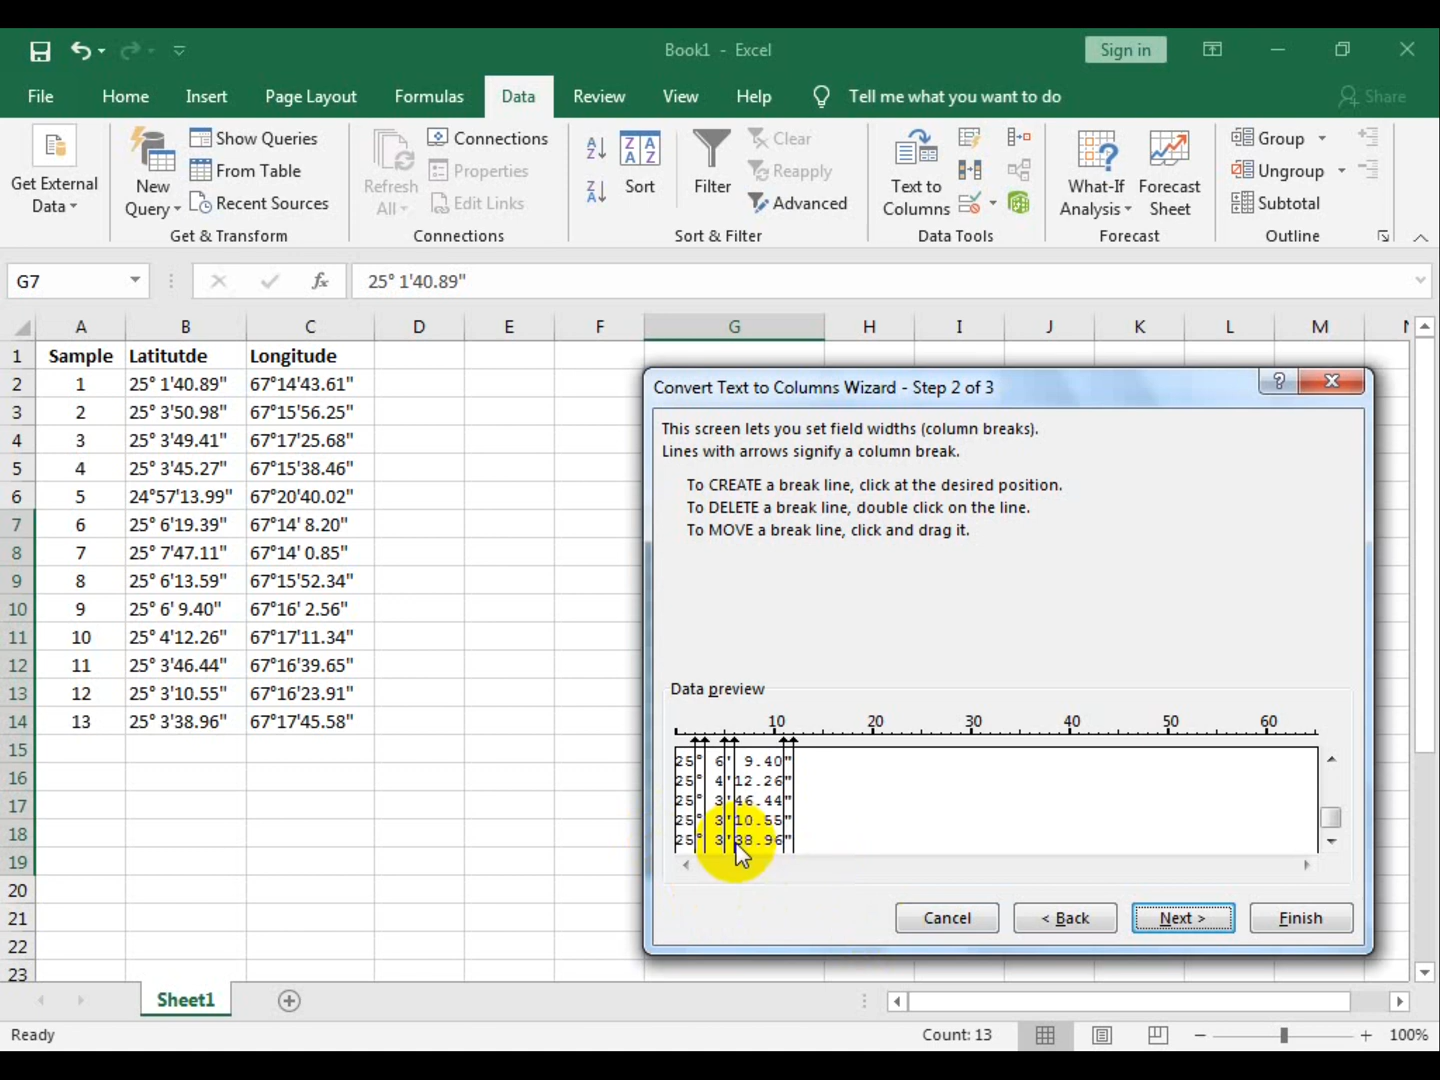 Book1 - Excel
Sign in
File Home Insert Page Layout Formulas Data Review View Help Tell me what you want to do Share
Get External Data
New Query
Show Queries
From Table
Recent Sources
Get & Transform
Refresh All
Connections
Properties
Edit Links
Connections
Sort
Filter
Clear
Reapply
Advanced
Sort & Filter
Text to Columns
Data Tools
What-If Analysis
Forecast Sheet
Forecast
Group
Ungroup
Subtotal
Outline
G7 fx 25° 1'40.89"
A B C D E F G H I J K L M
1 Sample Latitutde Longitude
2 1 25° 1'40.89" 67°14'43.61"
3 2 25° 3'50.98" 67°15'56.25"
4 3 25° 3'49.41" 67°17'25.68"
5 4 25° 3'45.27" 67°15'38.46"
6 5 24°57'13.99" 67°20'40.02"
7 6 25° 6'19.39" 67°14' 8.20"
8 7 25° 7'47.11" 67°14' 0.85"
9 8 25° 6'13.59" 67°15'52.34"
10 9 25° 6' 9.40" 67°16' 2.56"
11 10 25° 4'12.26" 67°17'11.34"
12 11 25° 3'46.44" 67°16'39.65"
13 12 25° 3'10.55" 67°16'23.91"
14 13 25° 3'38.96" 67°17'45.58"
15
16
17
18
19
20
21
22
23
Convert Text to Columns Wizard - Step 2 of 3
This screen lets you set field widths (column breaks).
Lines with arrows signify a column break.
To CREATE a break line, click at the desired position.
To DELETE a break line, double click on the line.
To MOVE a break line, click and drag it.
Data preview
10 20 30 40 50 60
25° 6' 9.40"
25° 4'12.26"
25° 3'46.44"
25° 3'10.55"
25° 3'38.96"
Cancel < Back Next > Finish
Sheet1
Ready Count: 13 100%